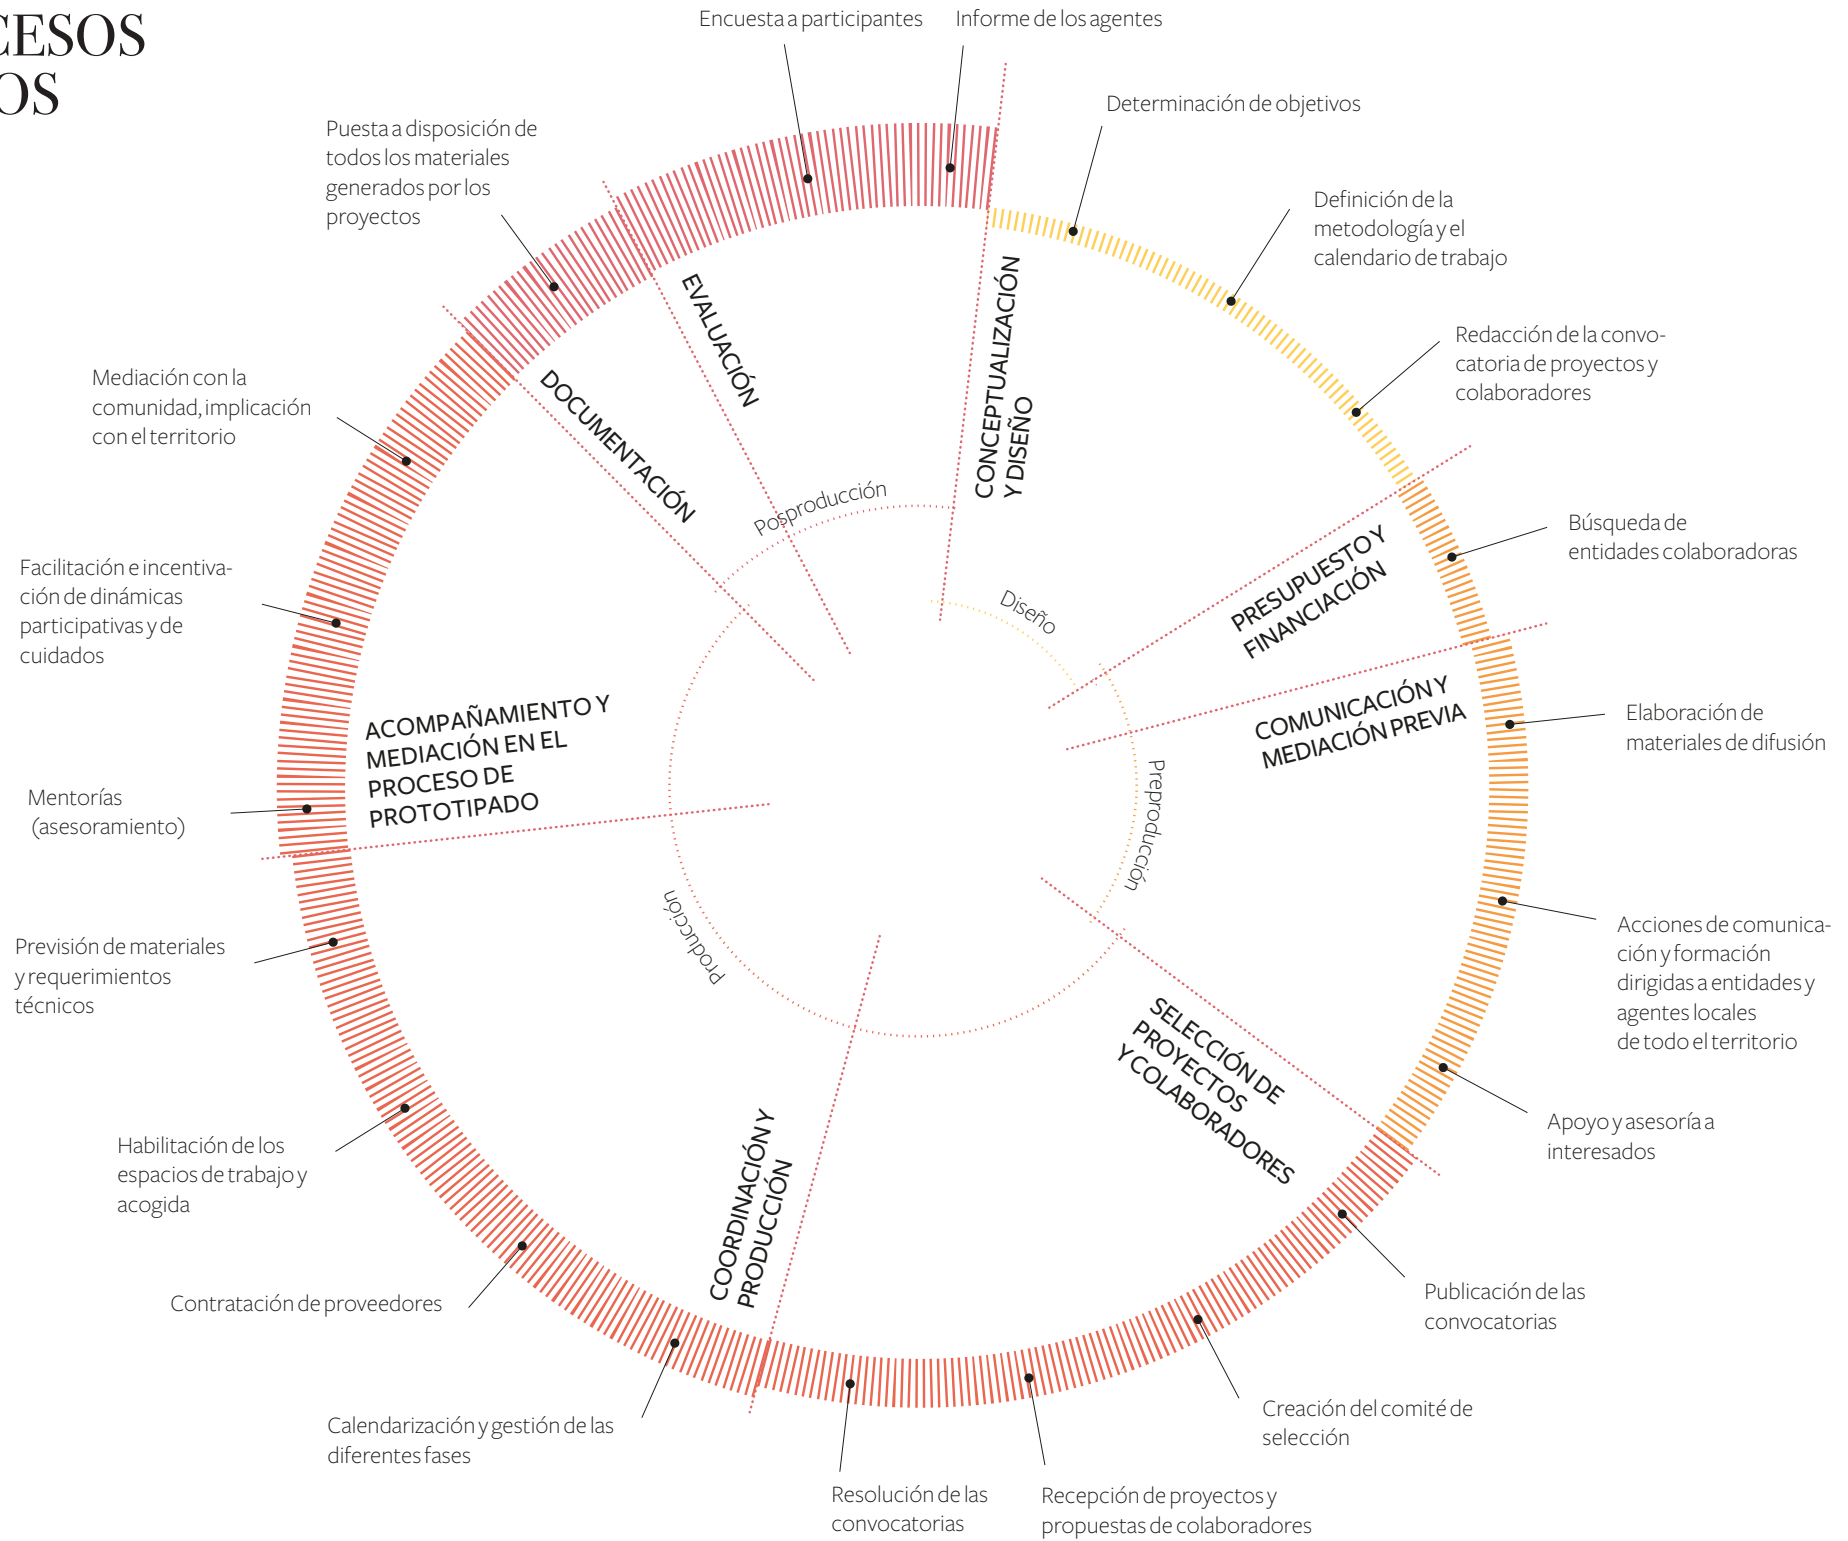 CESOS
OS
Encuesta a participantes
Informe de los agentes
Determinación de objetivos
Definición de la
metodología y el
calendario de trabajo
Redacción de la convo-
catoria de proyectos y
colaboradores
Búsqueda de
entidades colaboradoras
Elaboración de
materiales de difusión
Acciones de comunica-
ción y formación
dirigidas a entidades y
agentes locales
de todo el territorio
Apoyo y asesoría a
interesados
Publicación de las
convocatorias
Creación del comité de
selección
Recepción de proyectos y
propuestas de colaboradores
Resolución de las
convocatorias
Calendarización y gestión de las
diferentes fases
Contratación de proveedores
Habilitación de los
espacios de trabajo y
acogida
Previsión de materiales
y requerimientos
técnicos
Mentorías
(asesoramiento)
Facilitación e incentiva-
ción de dinámicas
participativas y de
cuidados
Mediación con la
comunidad, implicación
con el territorio
Puesta a disposición de
todos los materiales
generados por los
proyectos
CONCEPTUALIZACIÓN
Y DISEÑO
PRESUPUESTO Y
FINANCIACIÓN
COMUNICACIÓN Y
MEDIACIÓN PREVIA
SELECCIÓN DE
PROYECTOS
Y COLABORADORES
COORDINACIÓN Y
PRODUCCIÓN
ACOMPAÑAMIENTO Y
MEDIACIÓN EN EL
PROCESO DE
PROTOTIPADO
DOCUMENTACIÓN
EVALUACIÓN
Diseño
Preproducción
Producción
Posproducción